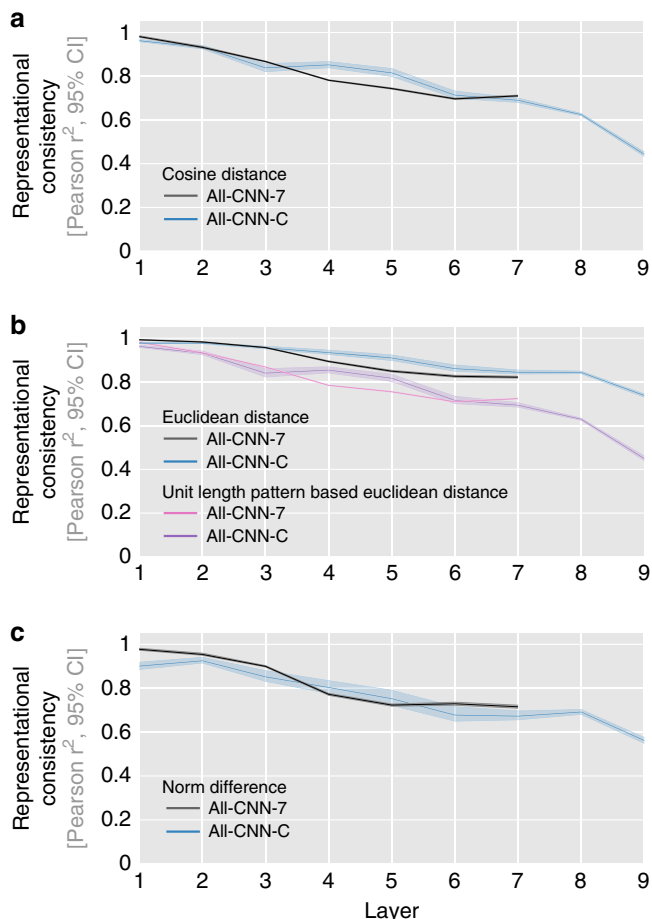 a
Representational
consistency
[Pearson r², 95% CI]
1
0.8
0.6
0.4
0.2
0
1 2 3 4 5 6 7 8 9
Cosine distance
All-CNN-7
All-CNN-C
b
Representational
consistency
[Pearson r², 95% CI]
1
0.8
0.6
0.4
0.2
0
1 2 3 4 5 6 7 8 9
Euclidean distance
All-CNN-7
All-CNN-C
Unit length pattern based euclidean distance
All-CNN-7
All-CNN-C
c
Representational
consistency
[Pearson r², 95% CI]
1
0.8
0.6
0.4
0.2
0
1 2 3 4 5 6 7 8 9
Norm difference
All-CNN-7
All-CNN-C
Layer